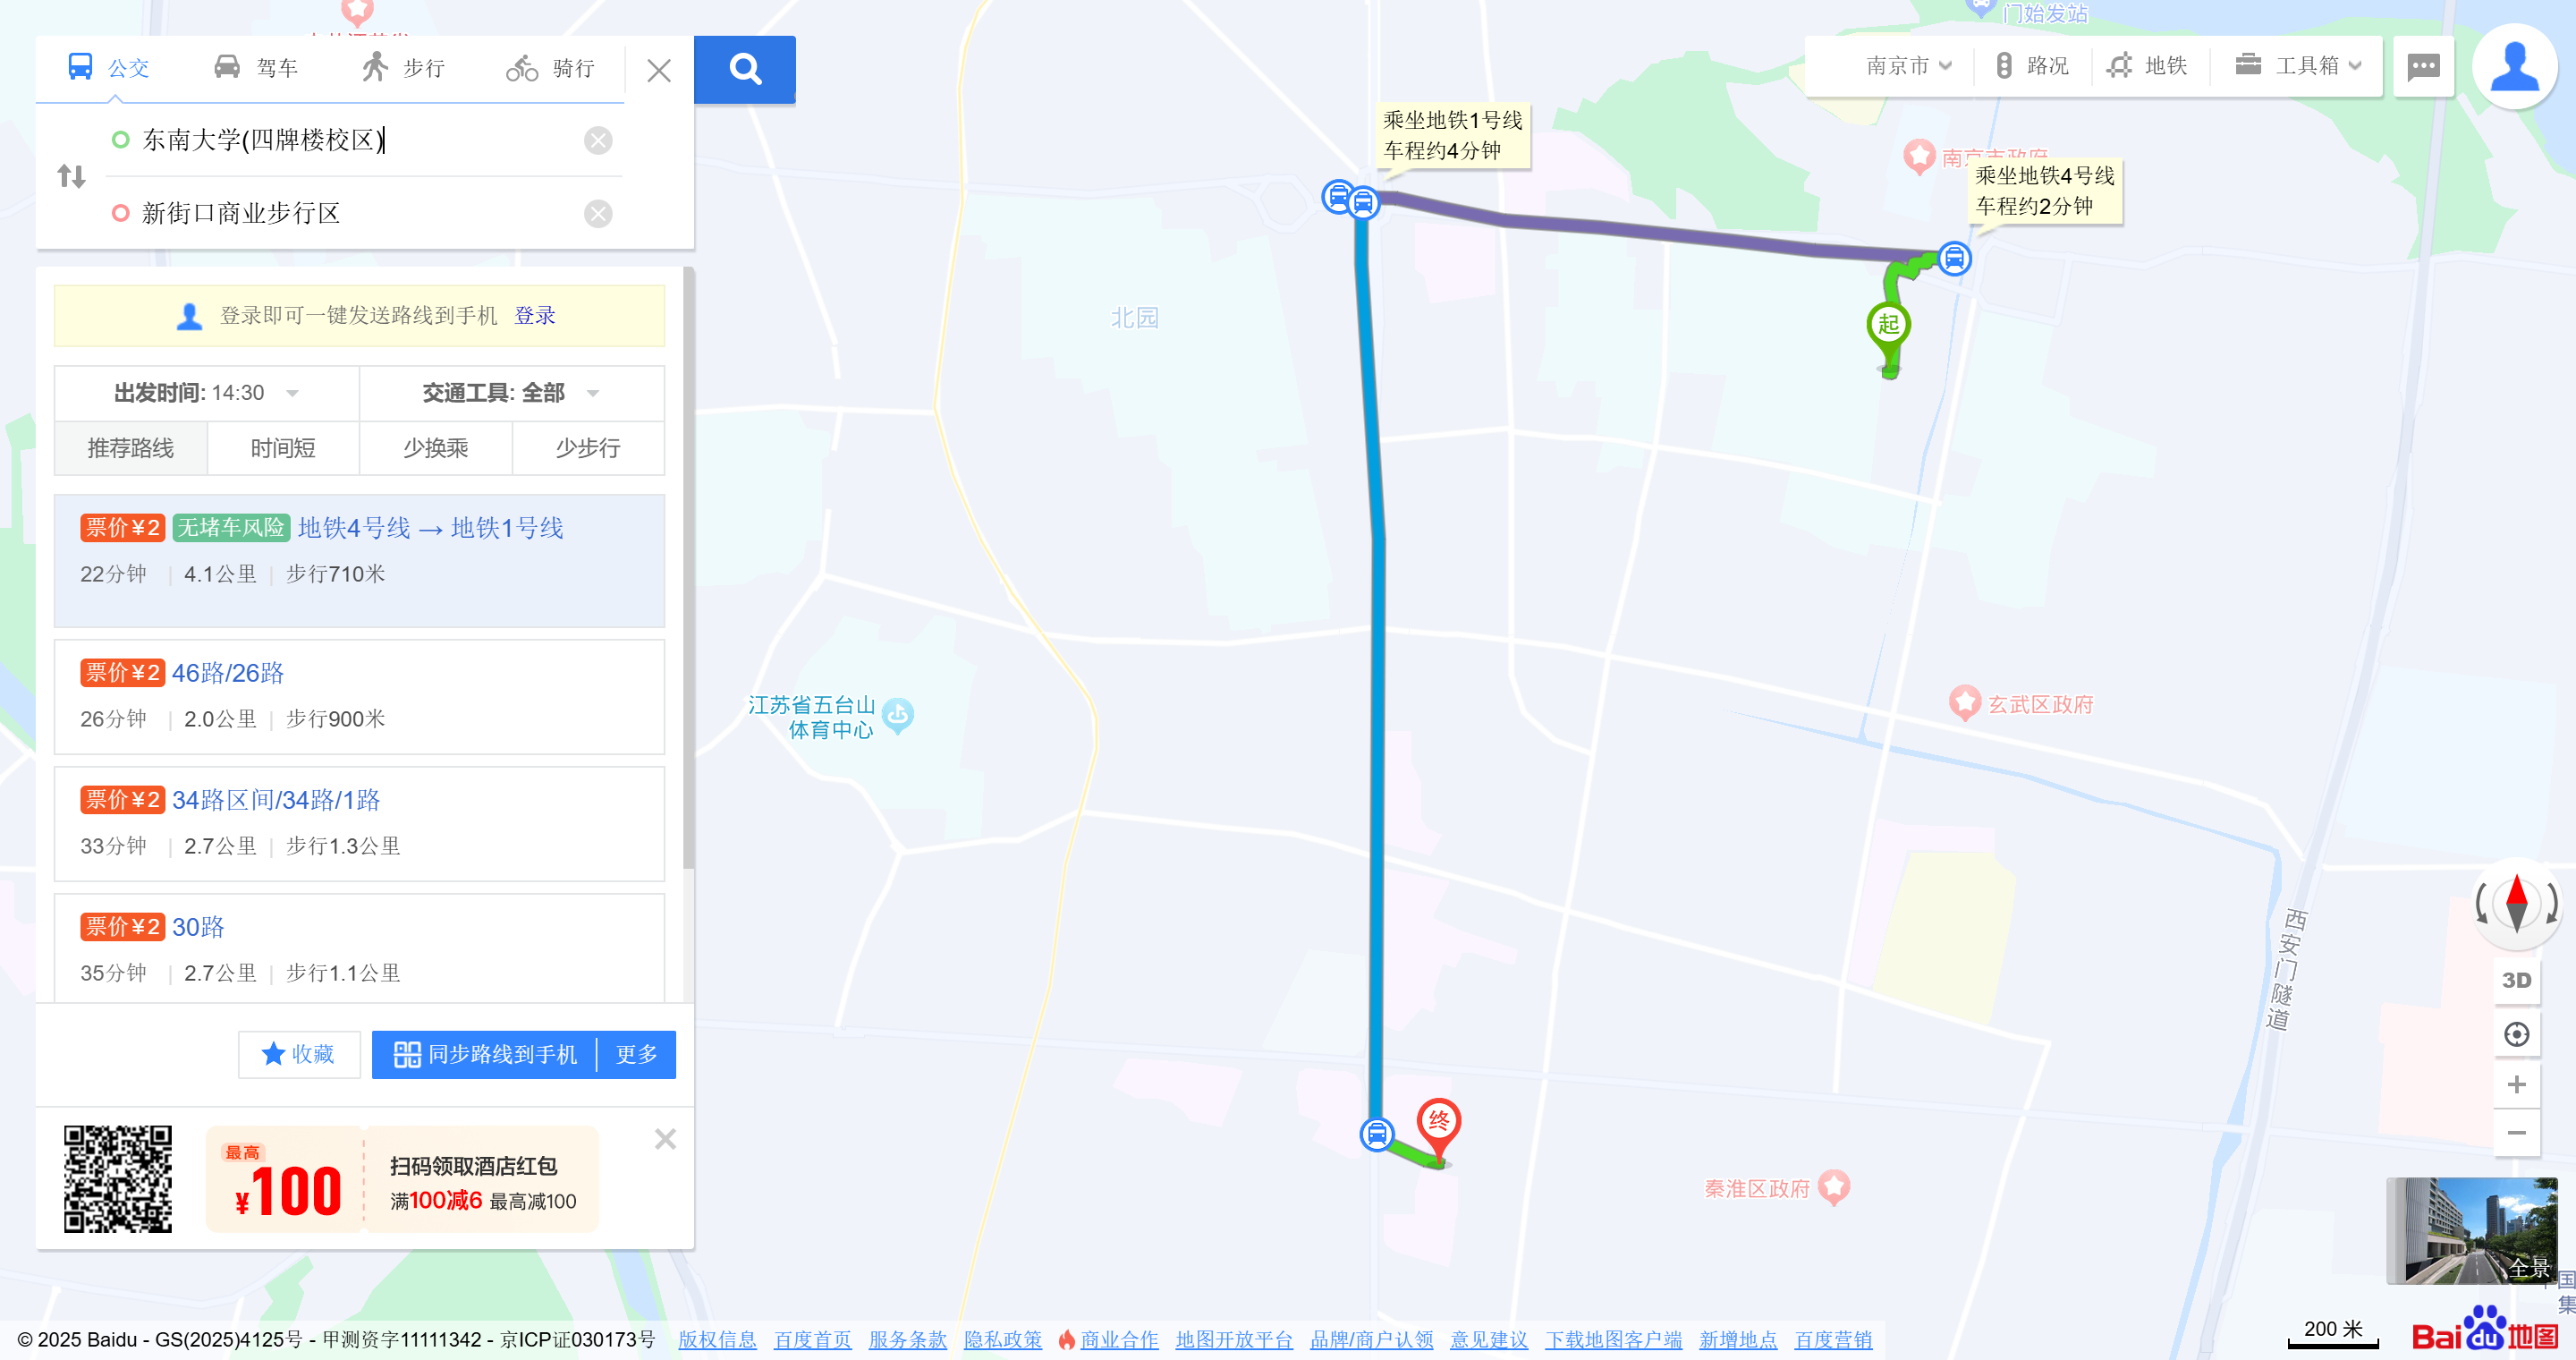 公交
驾车
步行
骑行
东南大学(四牌楼校区)
新街口商业步行区
登录即可一键发送路线到手机 登录
出发时间: 14:30
交通工具: 全部
推荐路线
时间短
少换乘
少步行
票价¥2 无堵车风险 地铁4号线 → 地铁1号线
22分钟 | 4.1公里 | 步行710米
票价¥2 46路/26路
26分钟 | 2.0公里 | 步行900米
票价¥2 34路区间/34路/1路
33分钟 | 2.7公里 | 步行1.3公里
票价¥2 30路
35分钟 | 2.7公里 | 步行1.1公里
收藏
同步路线到手机
更多
最高
¥100
扫码领取酒店红包
满100减6 最高减100
门始发站
南京市
路况
地铁
工具箱
乘坐地铁1号线
车程约4分钟
南京市政府
乘坐地铁4号线
车程约2分钟
起
北园
江苏省五台山
体育中心
玄武区政府
西安门隧道
终
秦淮区政府
3D
全景
国
集
200 米
Bai du 地图
© 2025 Baidu - GS(2025)4125号 - 甲测资字11111342 - 京ICP证030173号 版权信息 百度首页 服务条款 隐私政策 商业合作 地图开放平台 品牌/商户认领 意见建议 下载地图客户端 新增地点 百度营销